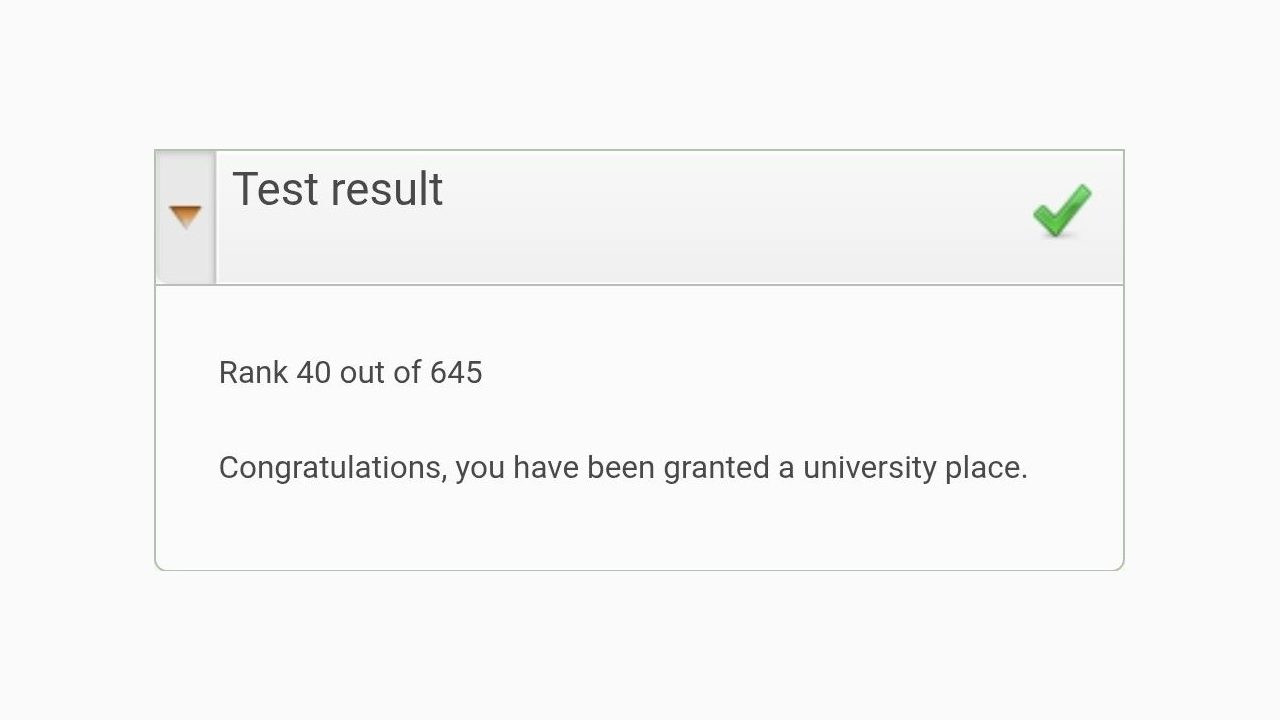 Test result
Rank 40 out of 645
Congratulations, you have been granted a university place.